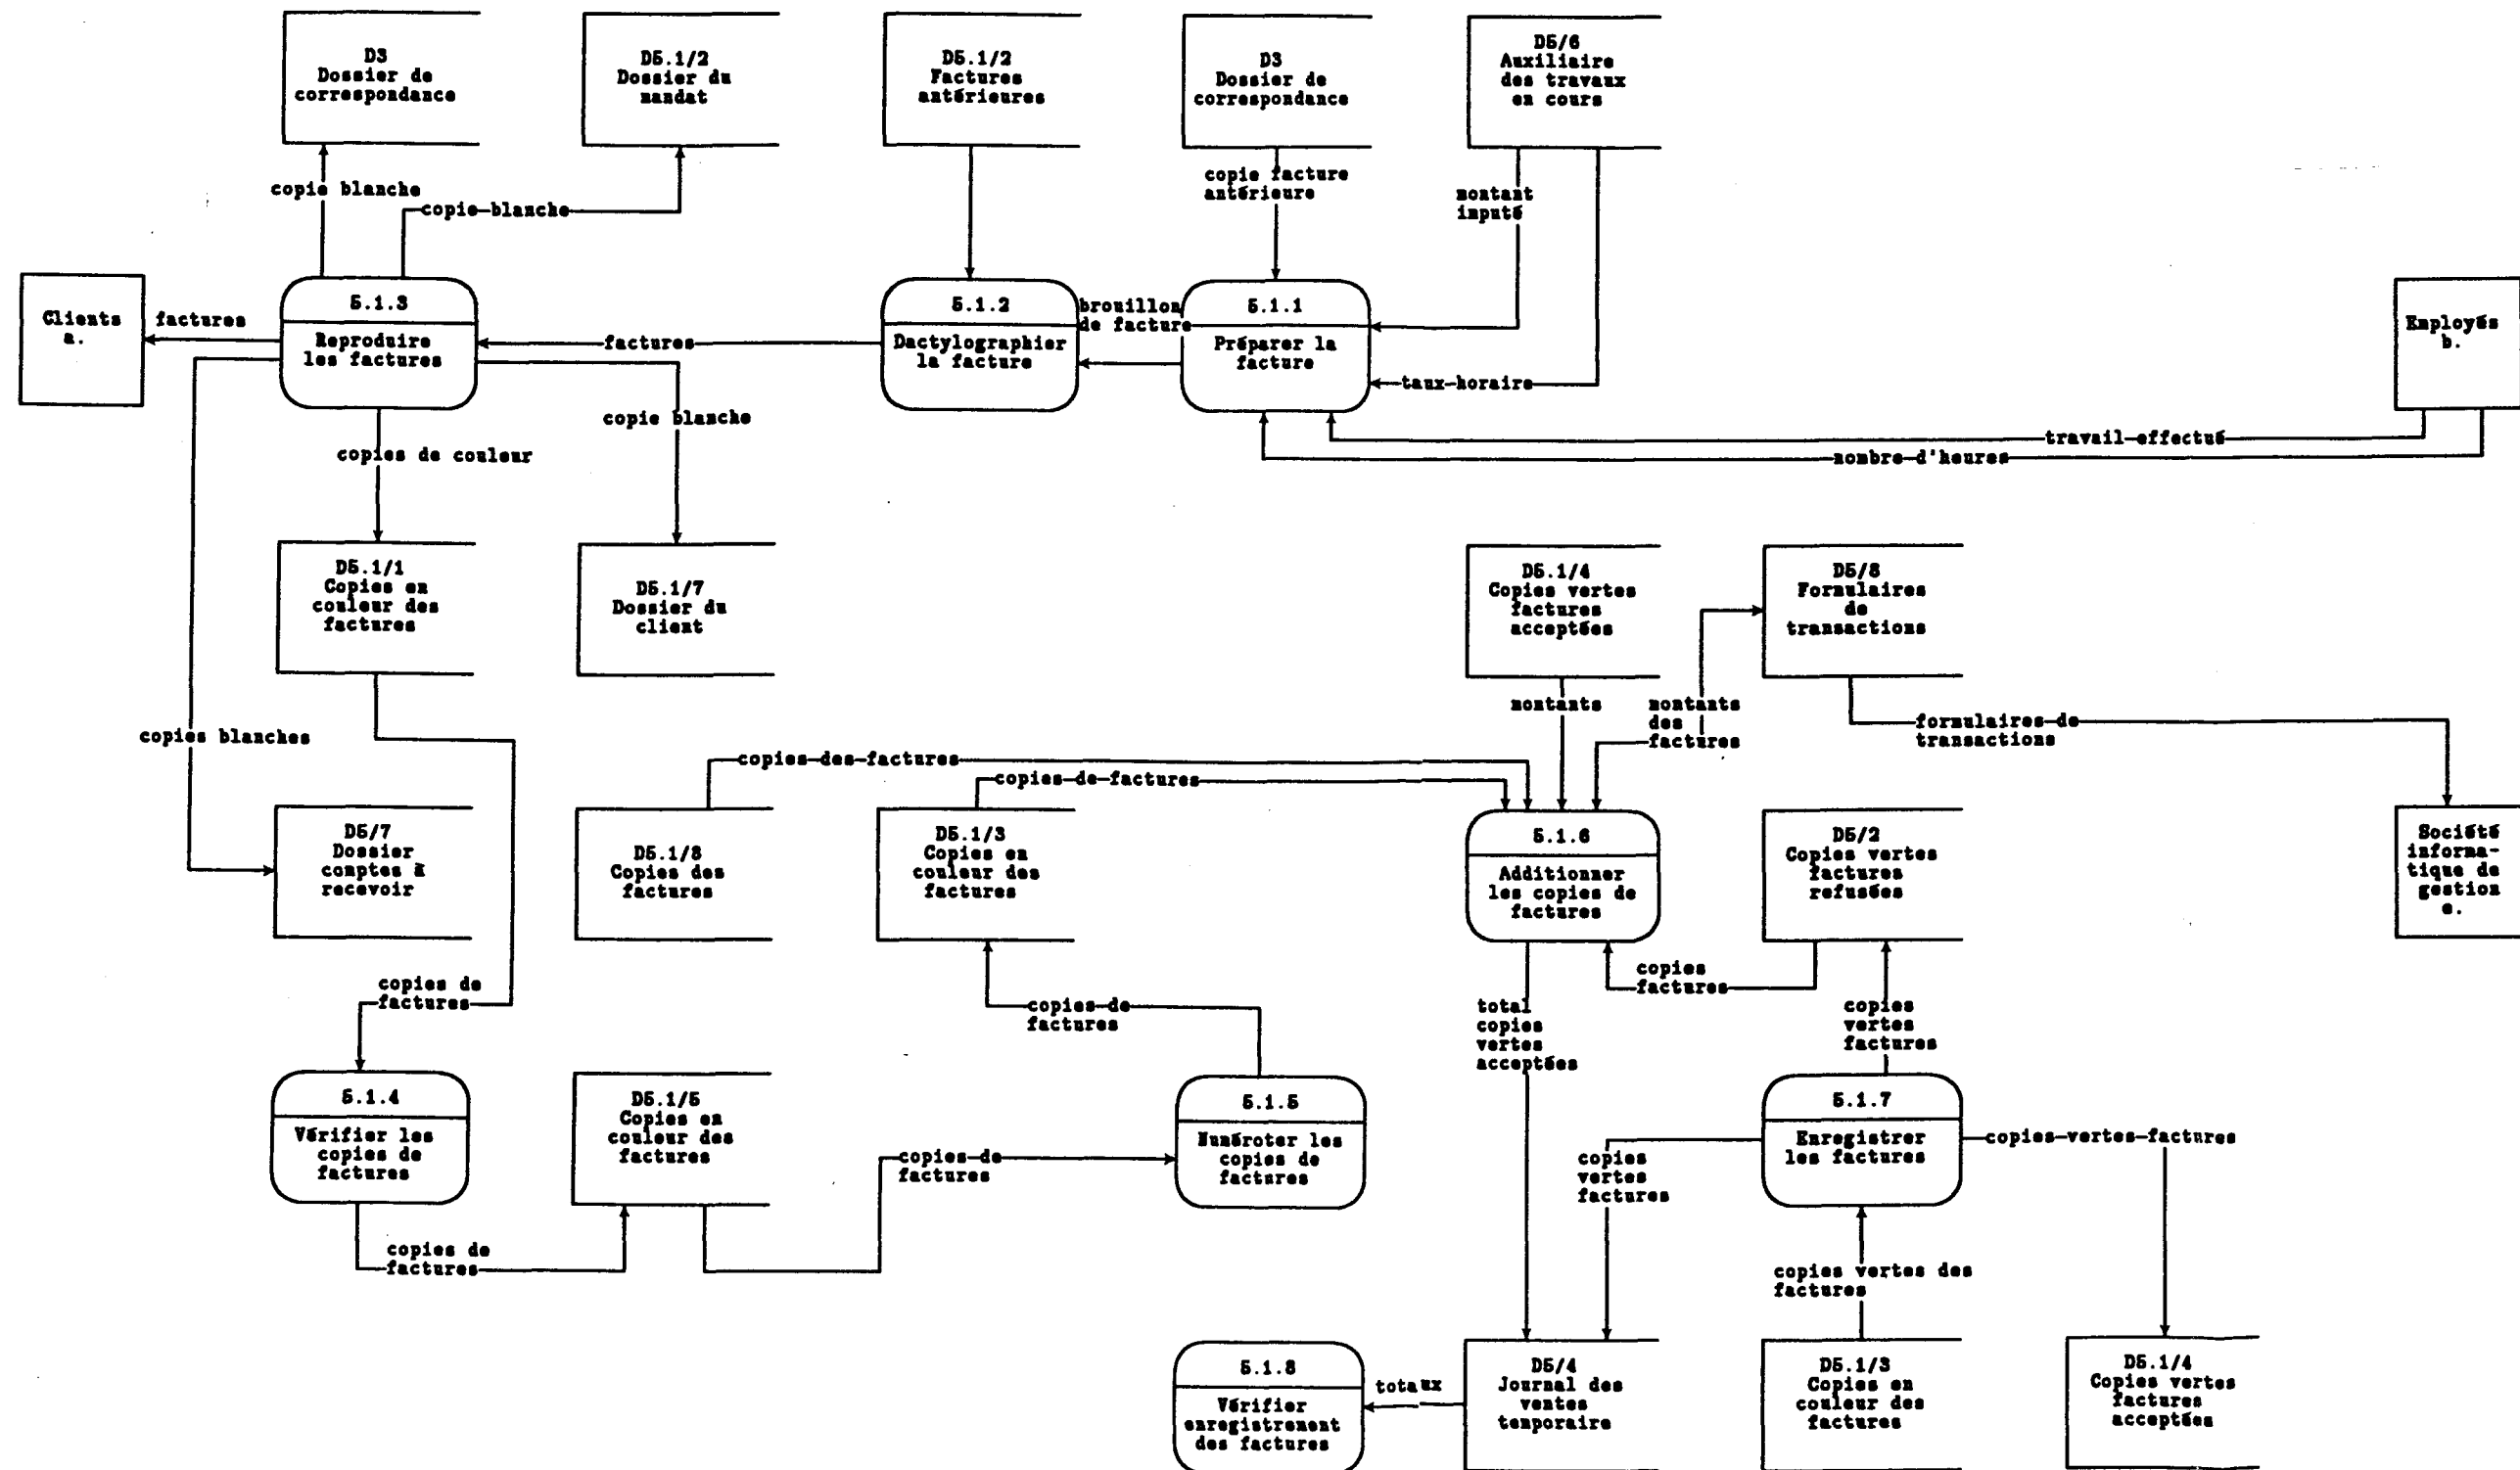 D3
Dossier de
correspondance
D5.1/2
Dossier du
mandat
D5.1/2
Factures
antérieures
D3
Dossier de
correspondance
D5/6
Auxiliaire
des travaux
en cours
copie blanche
copie blanche
copie facture
antérieure
montant
imputé
Clients
a.
factures
5.1.3
Reproduire
les factures
factures
5.1.2
Dactylographier
la facture
brouillon
de facture
5.1.1
Préparer la
facture
taux horaire
Employés
b.
travail effectué
nombre d'heures
copie blanche
copies de couleur
D5.1/1
Copies en
couleur des
factures
D5.1/7
Dossier du
client
D5.1/4
Copies vertes
factures
acceptées
D5/8
Formulaires
de
transactions
copies blanches
montants
montants
des
factures
formulaires de
transactions
copies des factures
copies de factures
D5/7
Dossier
comptes à
recevoir
D5.1/8
Copies des
factures
D5.1/3
Copies en
couleur des
factures
5.1.6
Additionner
les copies de
factures
D5/2
Copies vertes
factures
refusées
Société
informa-
tique de
gestion
e.
copies de
factures
copies de
factures
copies
factures
total
copies
vertes
acceptées
copies
vertes
factures
5.1.4
Vérifier les
copies de
factures
D5.1/5
Copies en
couleur des
factures
copies de
factures
5.1.5
Numéroter les
copies de
factures
copies
vertes
factures
5.1.7
Enregistrer
les factures
copies vertes factures
copies de
factures
copies vertes des
factures
5.1.8
Vérifier
enregistrement
des factures
totaux
D5/4
Journal des
ventes
temporaire
D5.1/3
Copies en
couleur des
factures
D5.1/4
Copies vertes
factures
acceptées